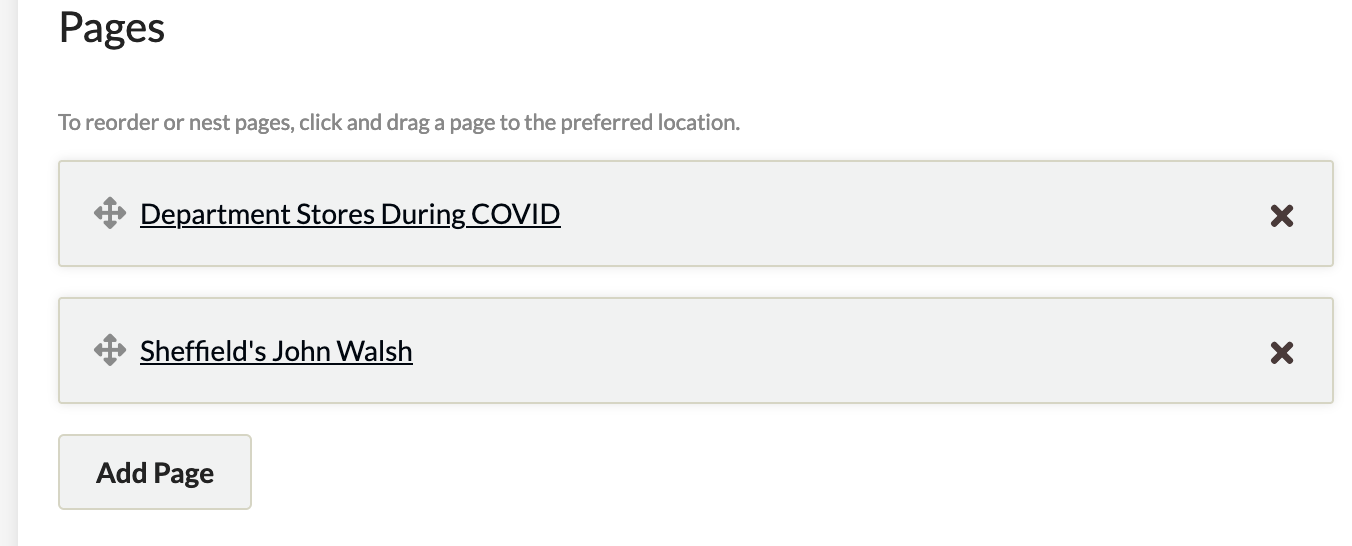 Pages
To reorder or nest pages, click and drag a page to the preferred location.
Department Stores During COVID
Sheffield's John Walsh
Add Page